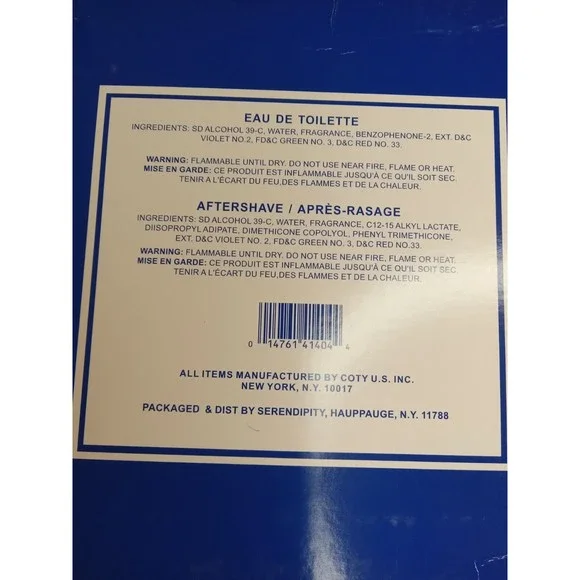 EAU DE TOILETTE
INGREDIENTS: SD ALCOHOL 39-C, WATER, FRAGRANCE, BENZOPHENONE-2, EXT. D&C
VIOLET NO.2, FD&C GREEN NO. 3, D&C RED NO. 33.
WARNING: FLAMMABLE UNTIL DRY. DO NOT USE NEAR FIRE, FLAME OR HEAT.
MISE EN GARDE: CE PRODUIT EST INFLAMMABLE JUSQU'À CE QU'IL SOIT SEC.
TENIR A L'ÉCART DU FEU,DES FLAMMES ET DE LA CHALEUR.
AFTERSHAVE / APRÈS-RASAGE
INGREDIENTS: SD ALCOHOL 39-C, WATER, FRAGRANCE, C12-15 ALKYL LACTATE,
DIISOPROPYL ADIPATE, DIMETHICONE COPOLYOL, PHENYL TRIMETHICONE,
EXT. D&C VIOLET NO. 2, FD&C GREEN NO. 3, D&C RED NO.33.
WARNING: FLAMMABLE UNTIL DRY. DO NOT USE NEAR FIRE, FLAME OR HEAT.
MISE EN GARDE: CE PRODUIT EST INFLAMMABLE JUSQU'À CE QU'IL SOIT SEC.
TENIR A L'ÉCART DU FEU,DES FLAMMES ET DE LA CHALEUR.
0 14761 41404 4
ALL ITEMS MANUFACTURED BY COTY U.S. INC.
NEW YORK, N.Y. 10017
PACKAGED & DIST BY SERENDIPITY, HAUPPAUGE, N.Y. 11788